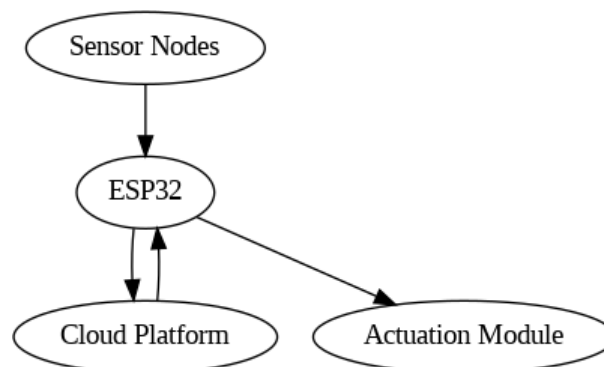 Sensor Nodes
ESP32
Cloud Platform
Actuation Module